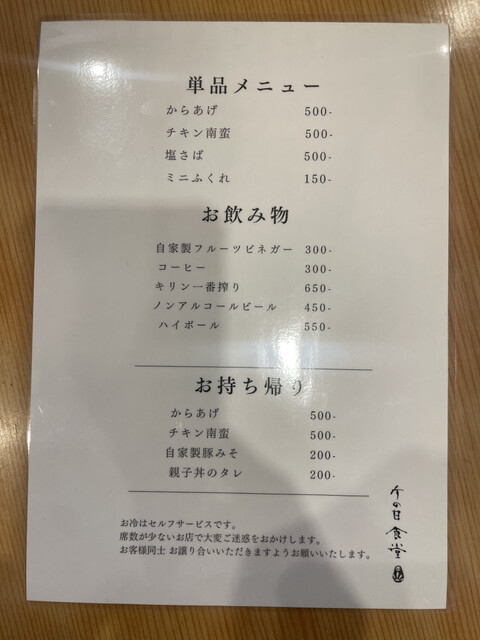 単品メニュー
からあげ 500-
チキン南蛮 500-
塩さば 500-
ミニふくれ 150-
お飲み物
自家製フルーツビネガー 300-
コーヒー 300-
キリン一番搾り 650-
ノンアルコールビール 450-
ハイボール 550-
お持ち帰り
からあげ 500-
チキン南蛮 500-
自家製豚みそ 200-
親子丼のタレ 200-
お冷はセルフサービスです。
席数が少ないお店で大変ご迷惑をおかけします。
お客様同士 お譲り合いいただきますようお願いいたします。
食堂